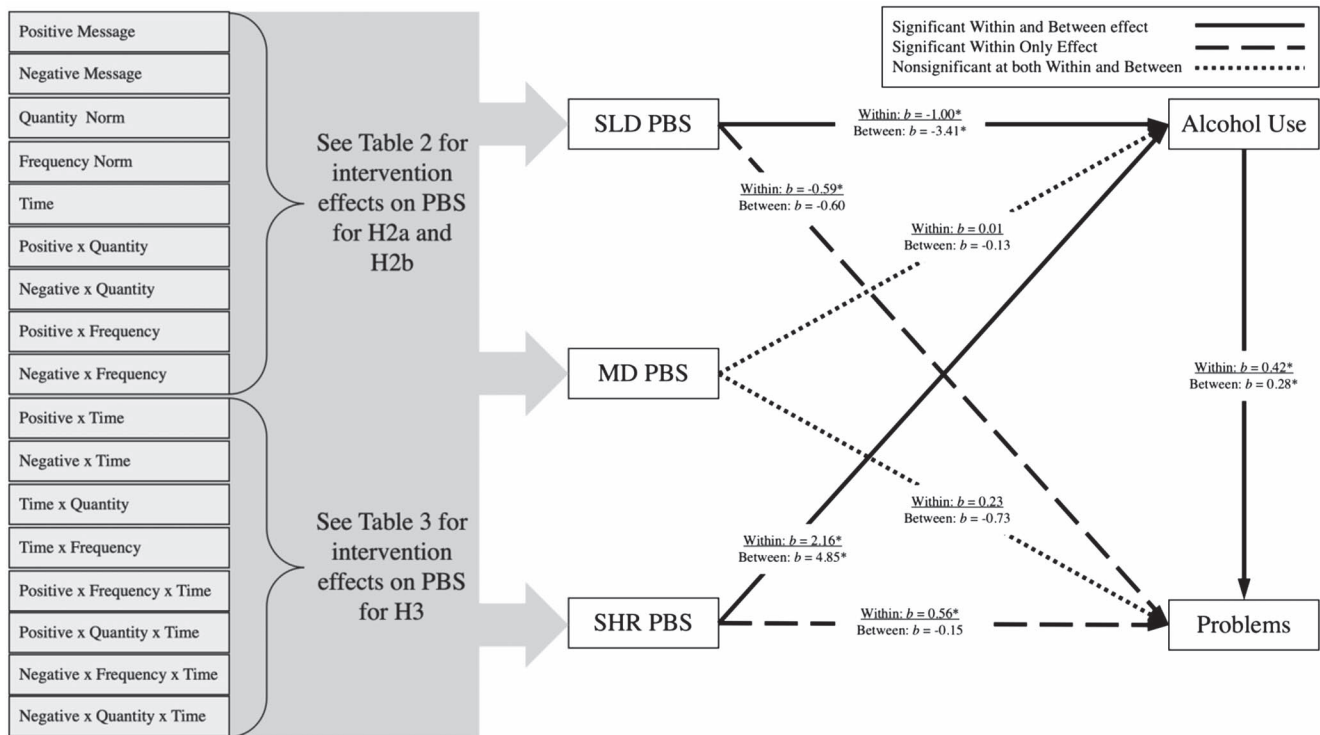 Positive Message
Negative Message
Quantity Norm
Frequency Norm
Time
Positive x Quantity
Negative x Quantity
Positive x Frequency
Negative x Frequency
Positive x Time
Negative x Time
Time x Quantity
Time x Frequency
Positive x Frequency x Time
Positive x Quantity x Time
Negative x Frequency x Time
Negative x Quantity x Time
See Table 2 for
intervention
effects on PBS
for H2a and
H2b
See Table 3 for
intervention
effects on PBS
for H3
Significant Within and Between effect
Significant Within Only Effect
Nonsignificant at both Within and Between
SLD PBS
MD PBS
SHR PBS
Within: b = -1.00*
Between: b = -3.41*
Within: b = -0.59*
Between: b = -0.60
Within: b = 0.01
Between: b = -0.13
Within: b = 0.23
Between: b = -0.73
Within: b = 2.16*
Between: b = 4.85*
Within: b = 0.56*
Between: b = -0.15
Alcohol Use
Within: b = 0.42*
Between: b = 0.28*
Problems